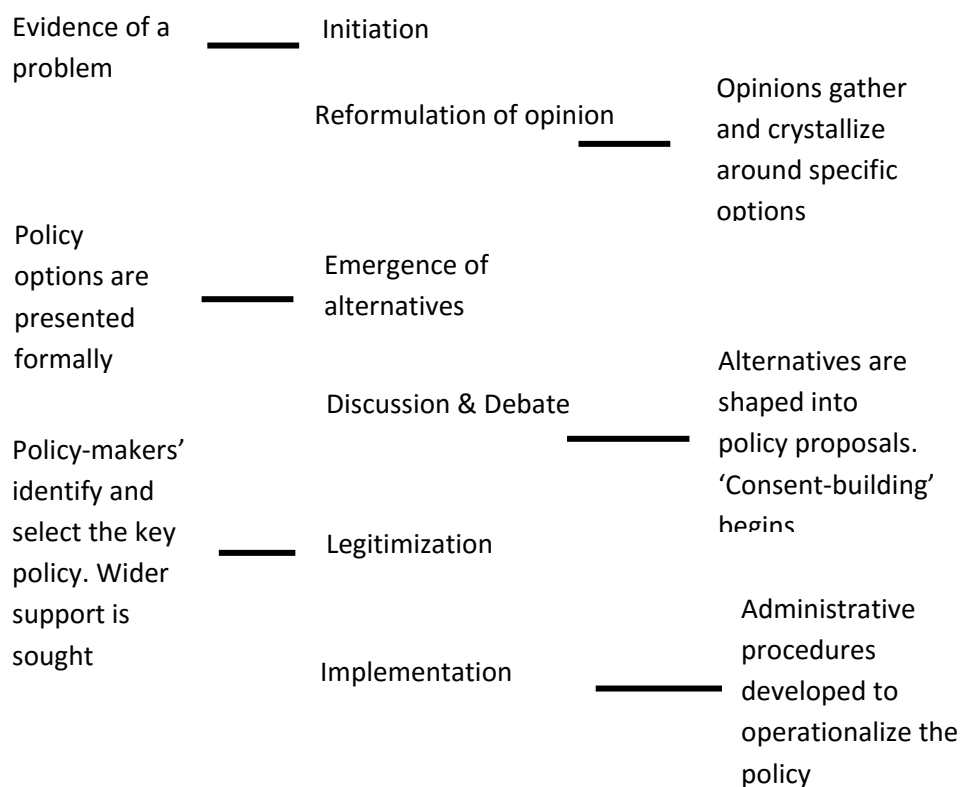 Evidence of a
problem
Initiation
Reformulation of opinion
Opinions gather
and crystallize
around specific
options
Policy
options are
presented
formally
Emergence of
alternatives
Discussion & Debate
Alternatives are
shaped into
policy proposals.
‘Consent-building’
begins
Policy-makers’
identify and
select the key
policy. Wider
support is
sought
Legitimization
Implementation
Administrative
procedures
developed to
operationalize the
policy